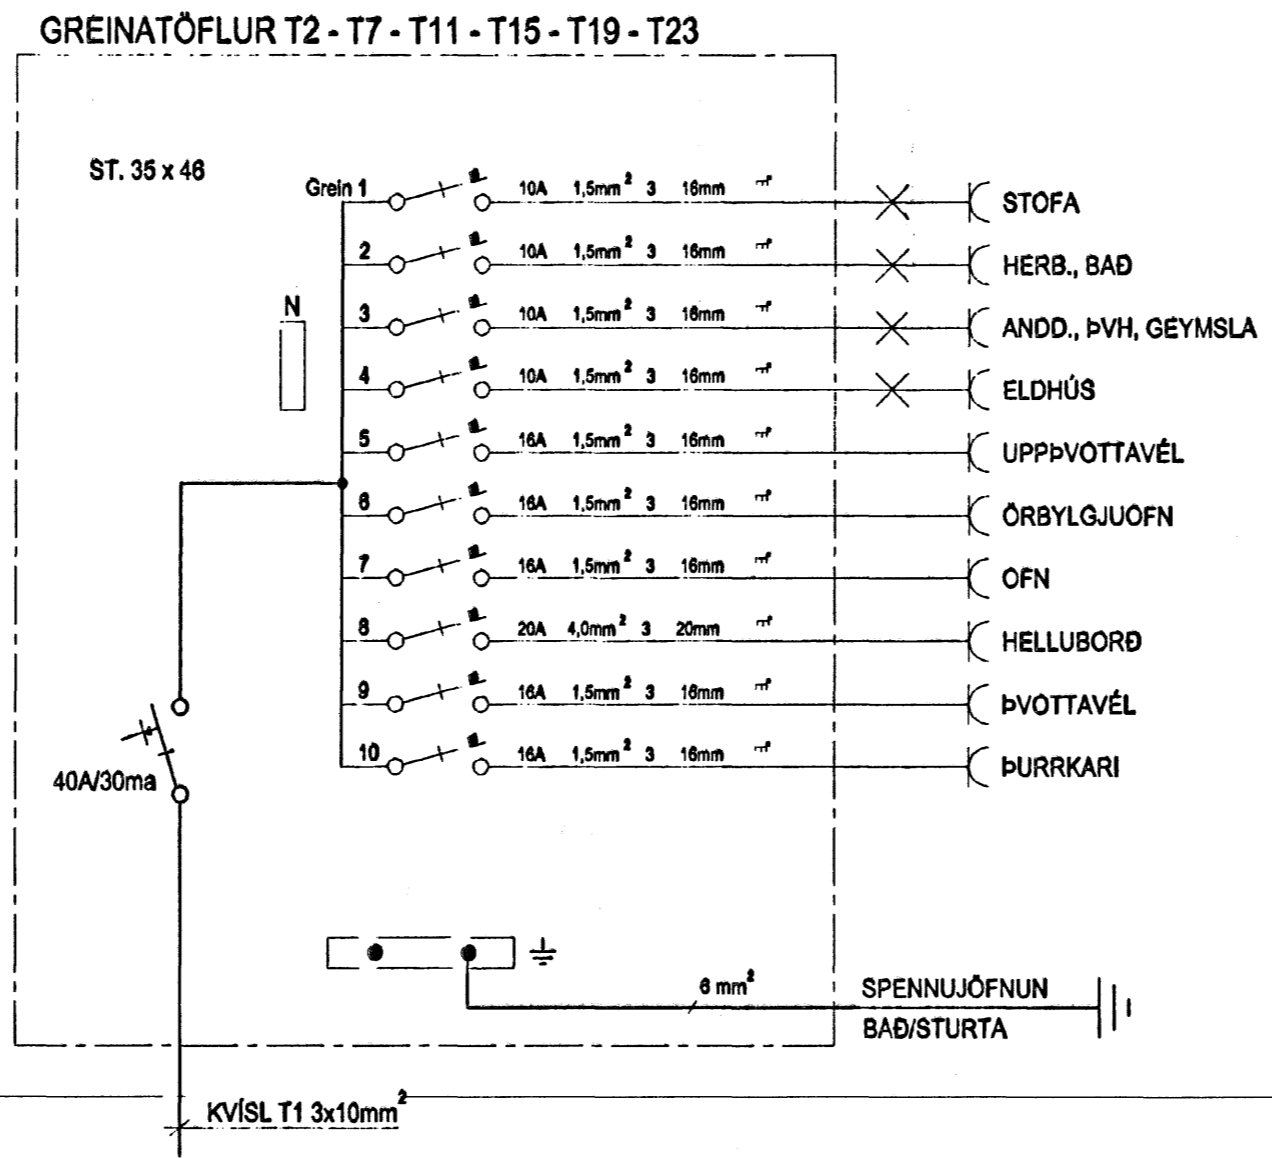 GREINATÖFLUR T2 - T7 - T11 - T15 - T19 - T23
ST. 35 x 46
Grein 1 10A 1,5mm² 3 16mm STOFA
2 10A 1,5mm² 3 16mm HERB., BAÐ
3 10A 1,5mm² 3 16mm ANDD., ÞVH, GEYMSLA
4 10A 1,5mm² 3 16mm ELDHÚS
5 16A 1,5mm² 3 16mm UPPÞVOTTAVÉL
6 16A 1,5mm² 3 16mm ÖRBYLGJUOFN
7 16A 1,5mm² 3 16mm OFN
8 20A 4,0mm² 3 20mm HELLUBORÐ
9 16A 1,5mm² 3 16mm ÞVOTTAVÉL
10 16A 1,5mm² 3 16mm ÞURRKARI
N
40A/30ma
6 mm²
SPENNUJÖFNUN
BAÐ/STURTA
KVÍSL T1 3x10mm²